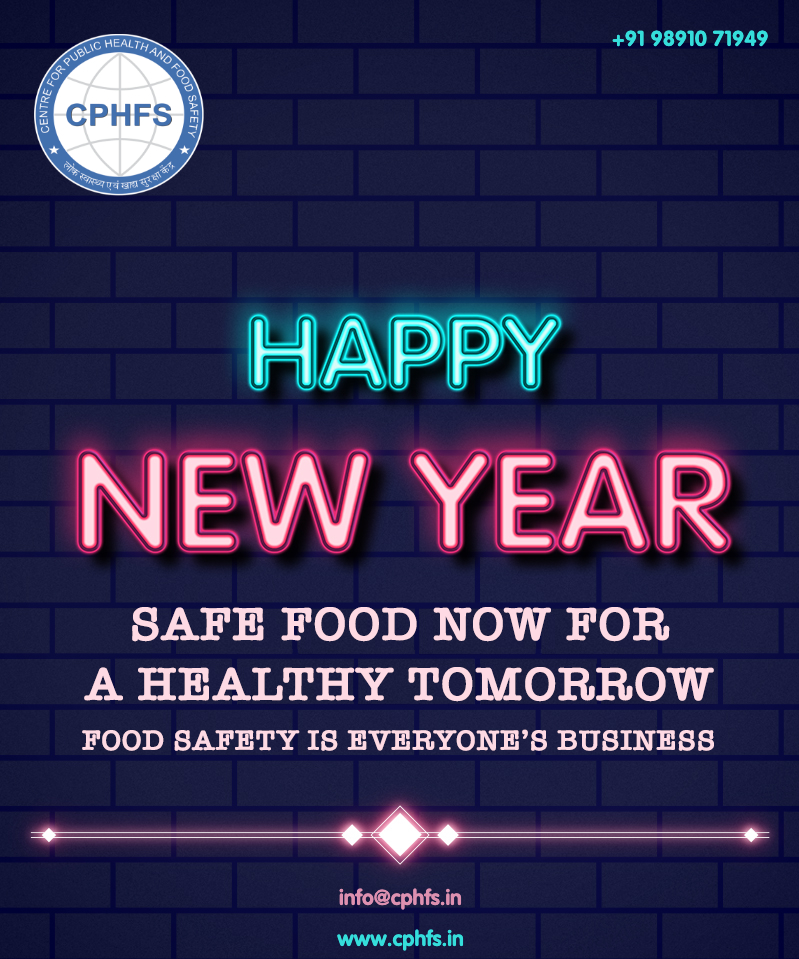 CENTRE FOR PUBLIC HEALTH AND FOOD SAFETY
CPHFS
लोक स्वास्थ्य एवं खाद्य सुरक्षा केंद्र
+91 98910 71949
HAPPY
NEW YEAR
SAFE FOOD NOW FOR
A HEALTHY TOMORROW
FOOD SAFETY IS EVERYONE’S BUSINESS
info@cphfs.in
www.cphfs.in